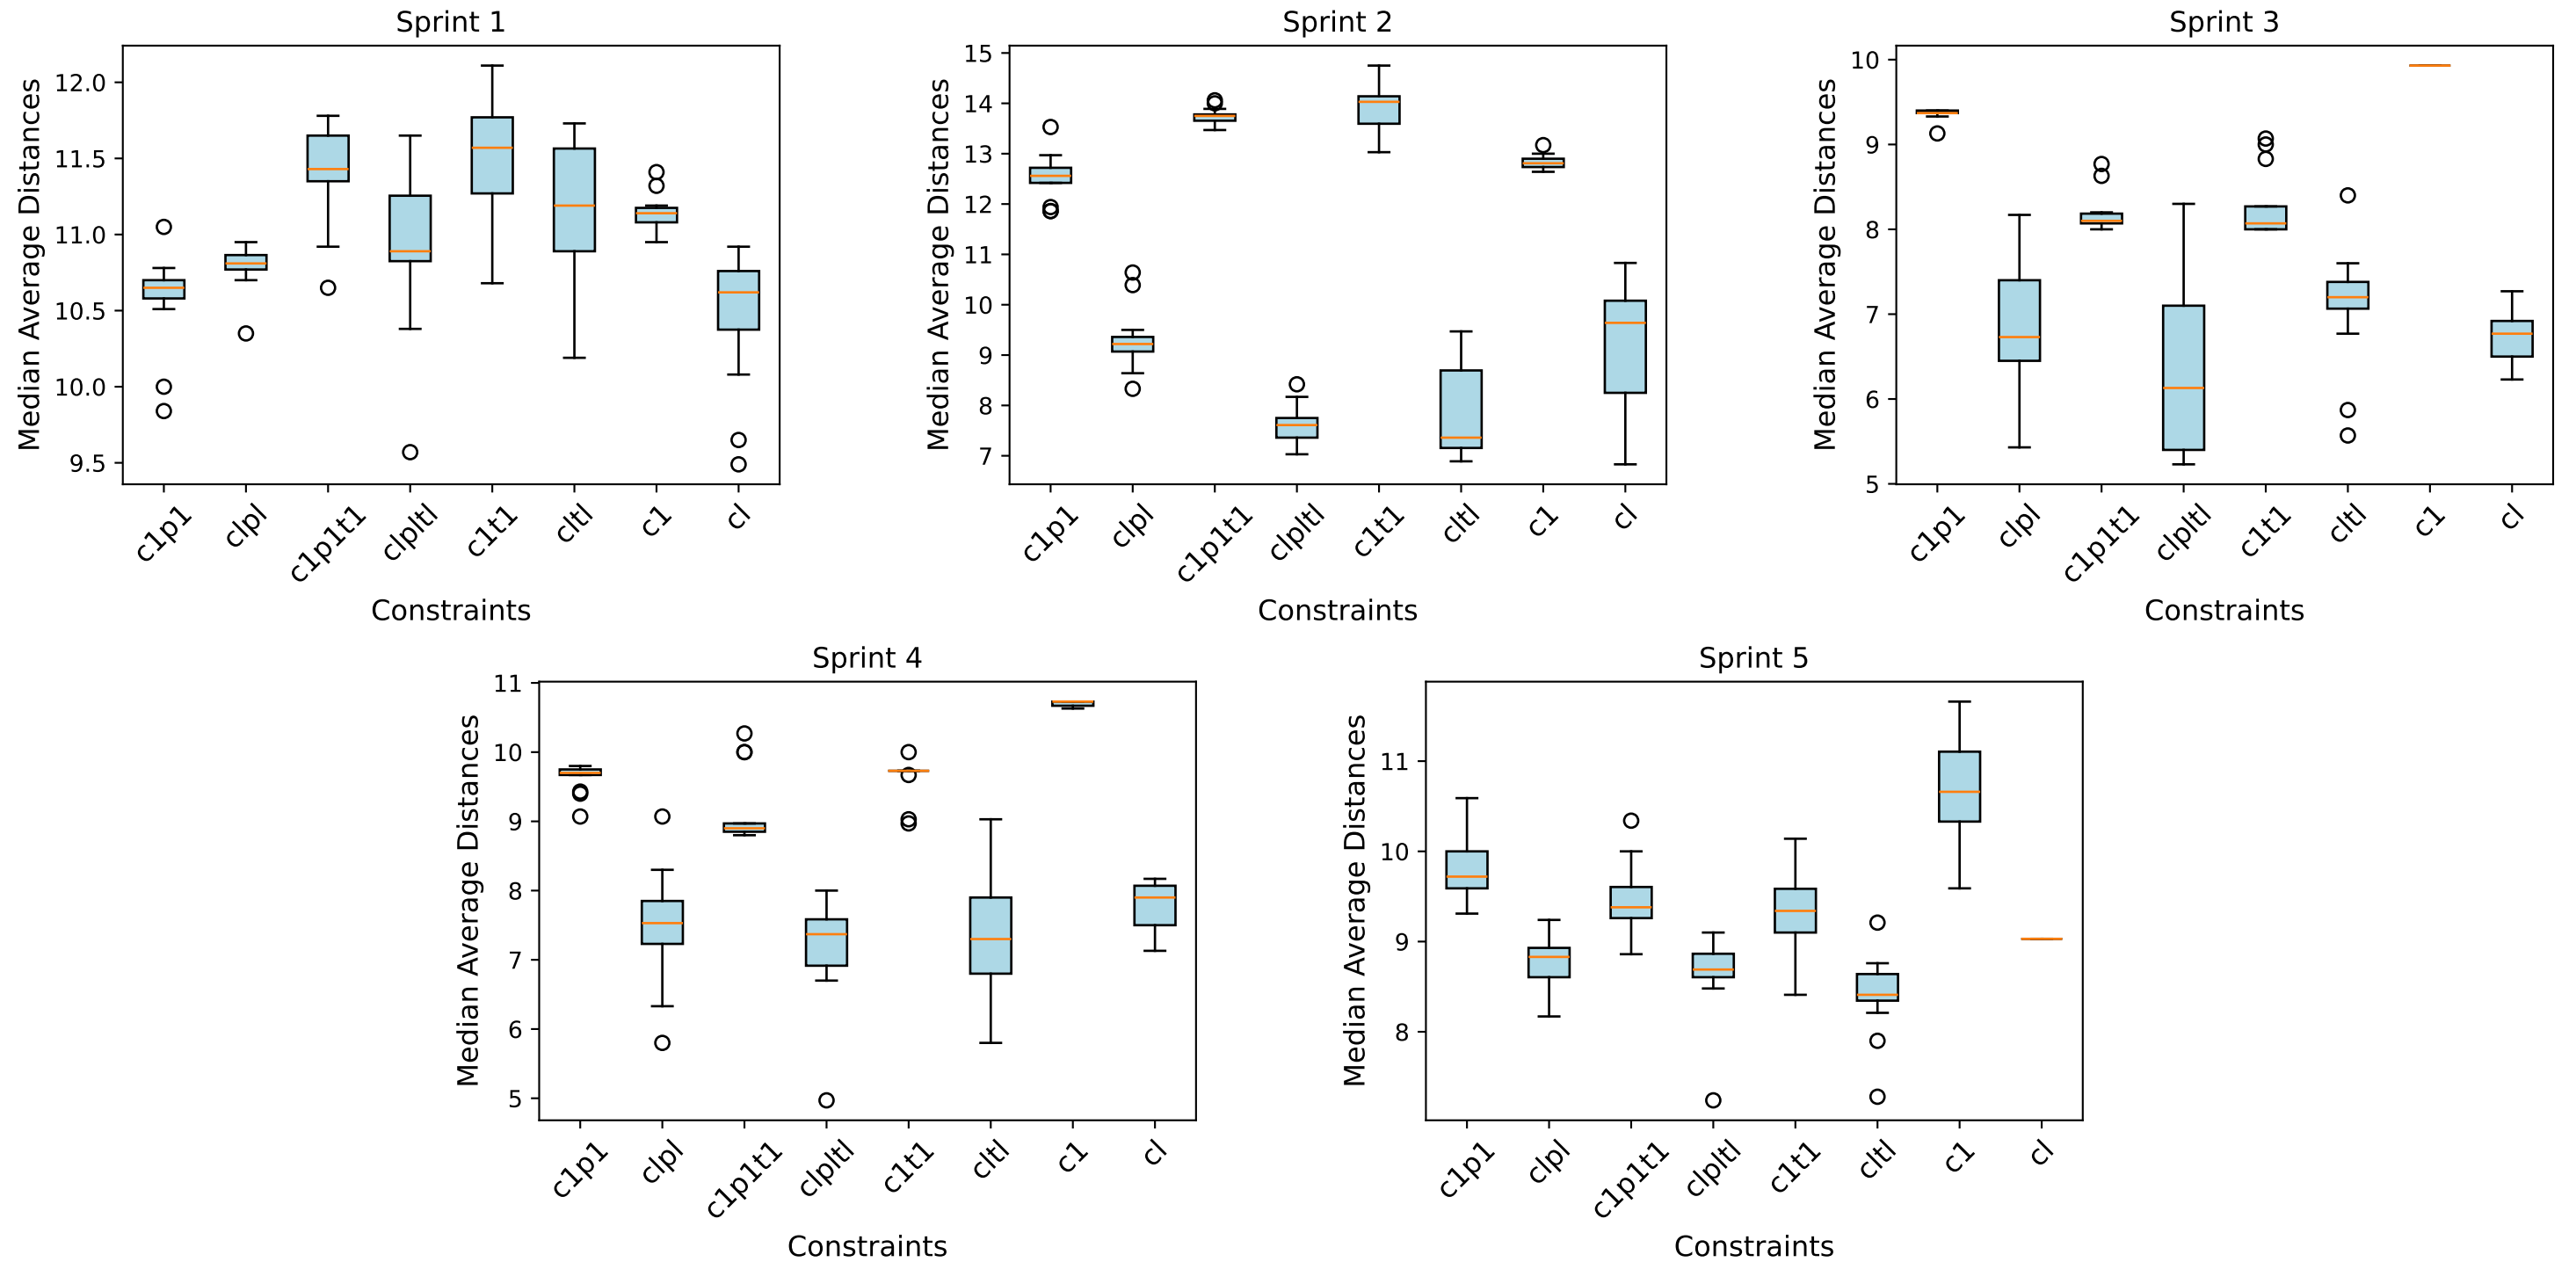 Sprint 1
Median Average Distances
12.0
11.5
11.0
10.5
10.0
9.5
c1p1
clpl
c1p1t1
clpltl
c1t1
cltl
c1
cl
Constraints
Sprint 2
Median Average Distances
15
14
13
12
11
10
9
8
7
c1p1
clpl
c1p1t1
clpltl
c1t1
cltl
c1
cl
Constraints
Sprint 3
Median Average Distances
10
9
8
7
6
5
c1p1
clpl
c1p1t1
clpltl
c1t1
cltl
c1
cl
Constraints
Sprint 4
Median Average Distances
11
10
9
8
7
6
5
c1p1
clpl
c1p1t1
clpltl
c1t1
cltl
c1
cl
Constraints
Sprint 5
Median Average Distances
11
10
9
8
c1p1
clpl
c1p1t1
clpltl
c1t1
cltl
c1
cl
Constraints